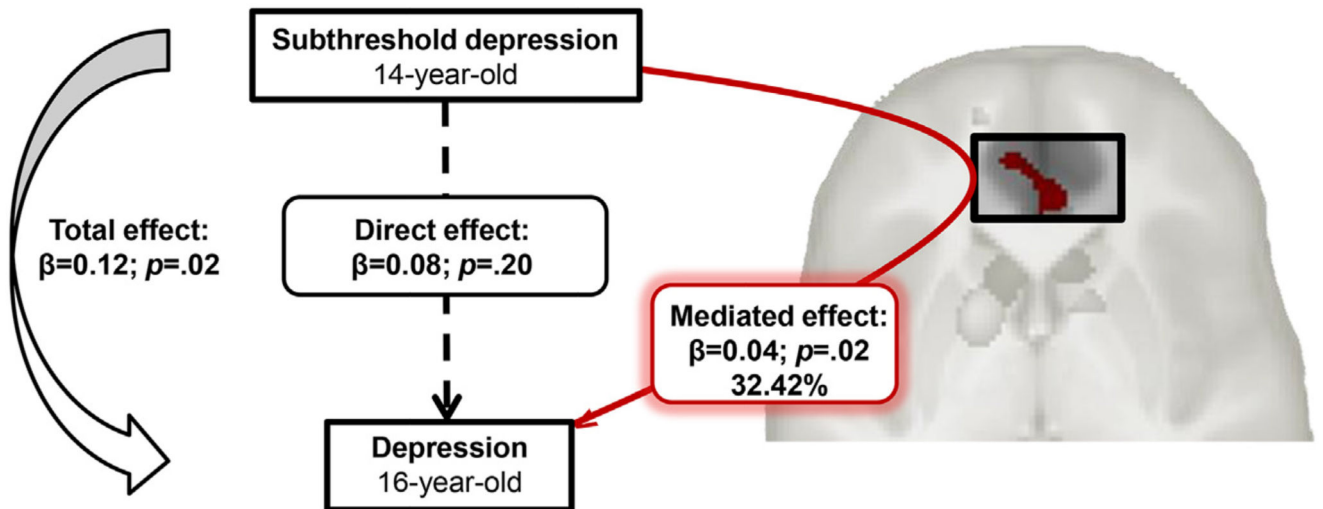 Subthreshold depression
14-year-old
Total effect:
β=0.12; p=.02
Direct effect:
β=0.08; p=.20
Mediated effect:
β=0.04; p=.02
32.42%
Depression
16-year-old